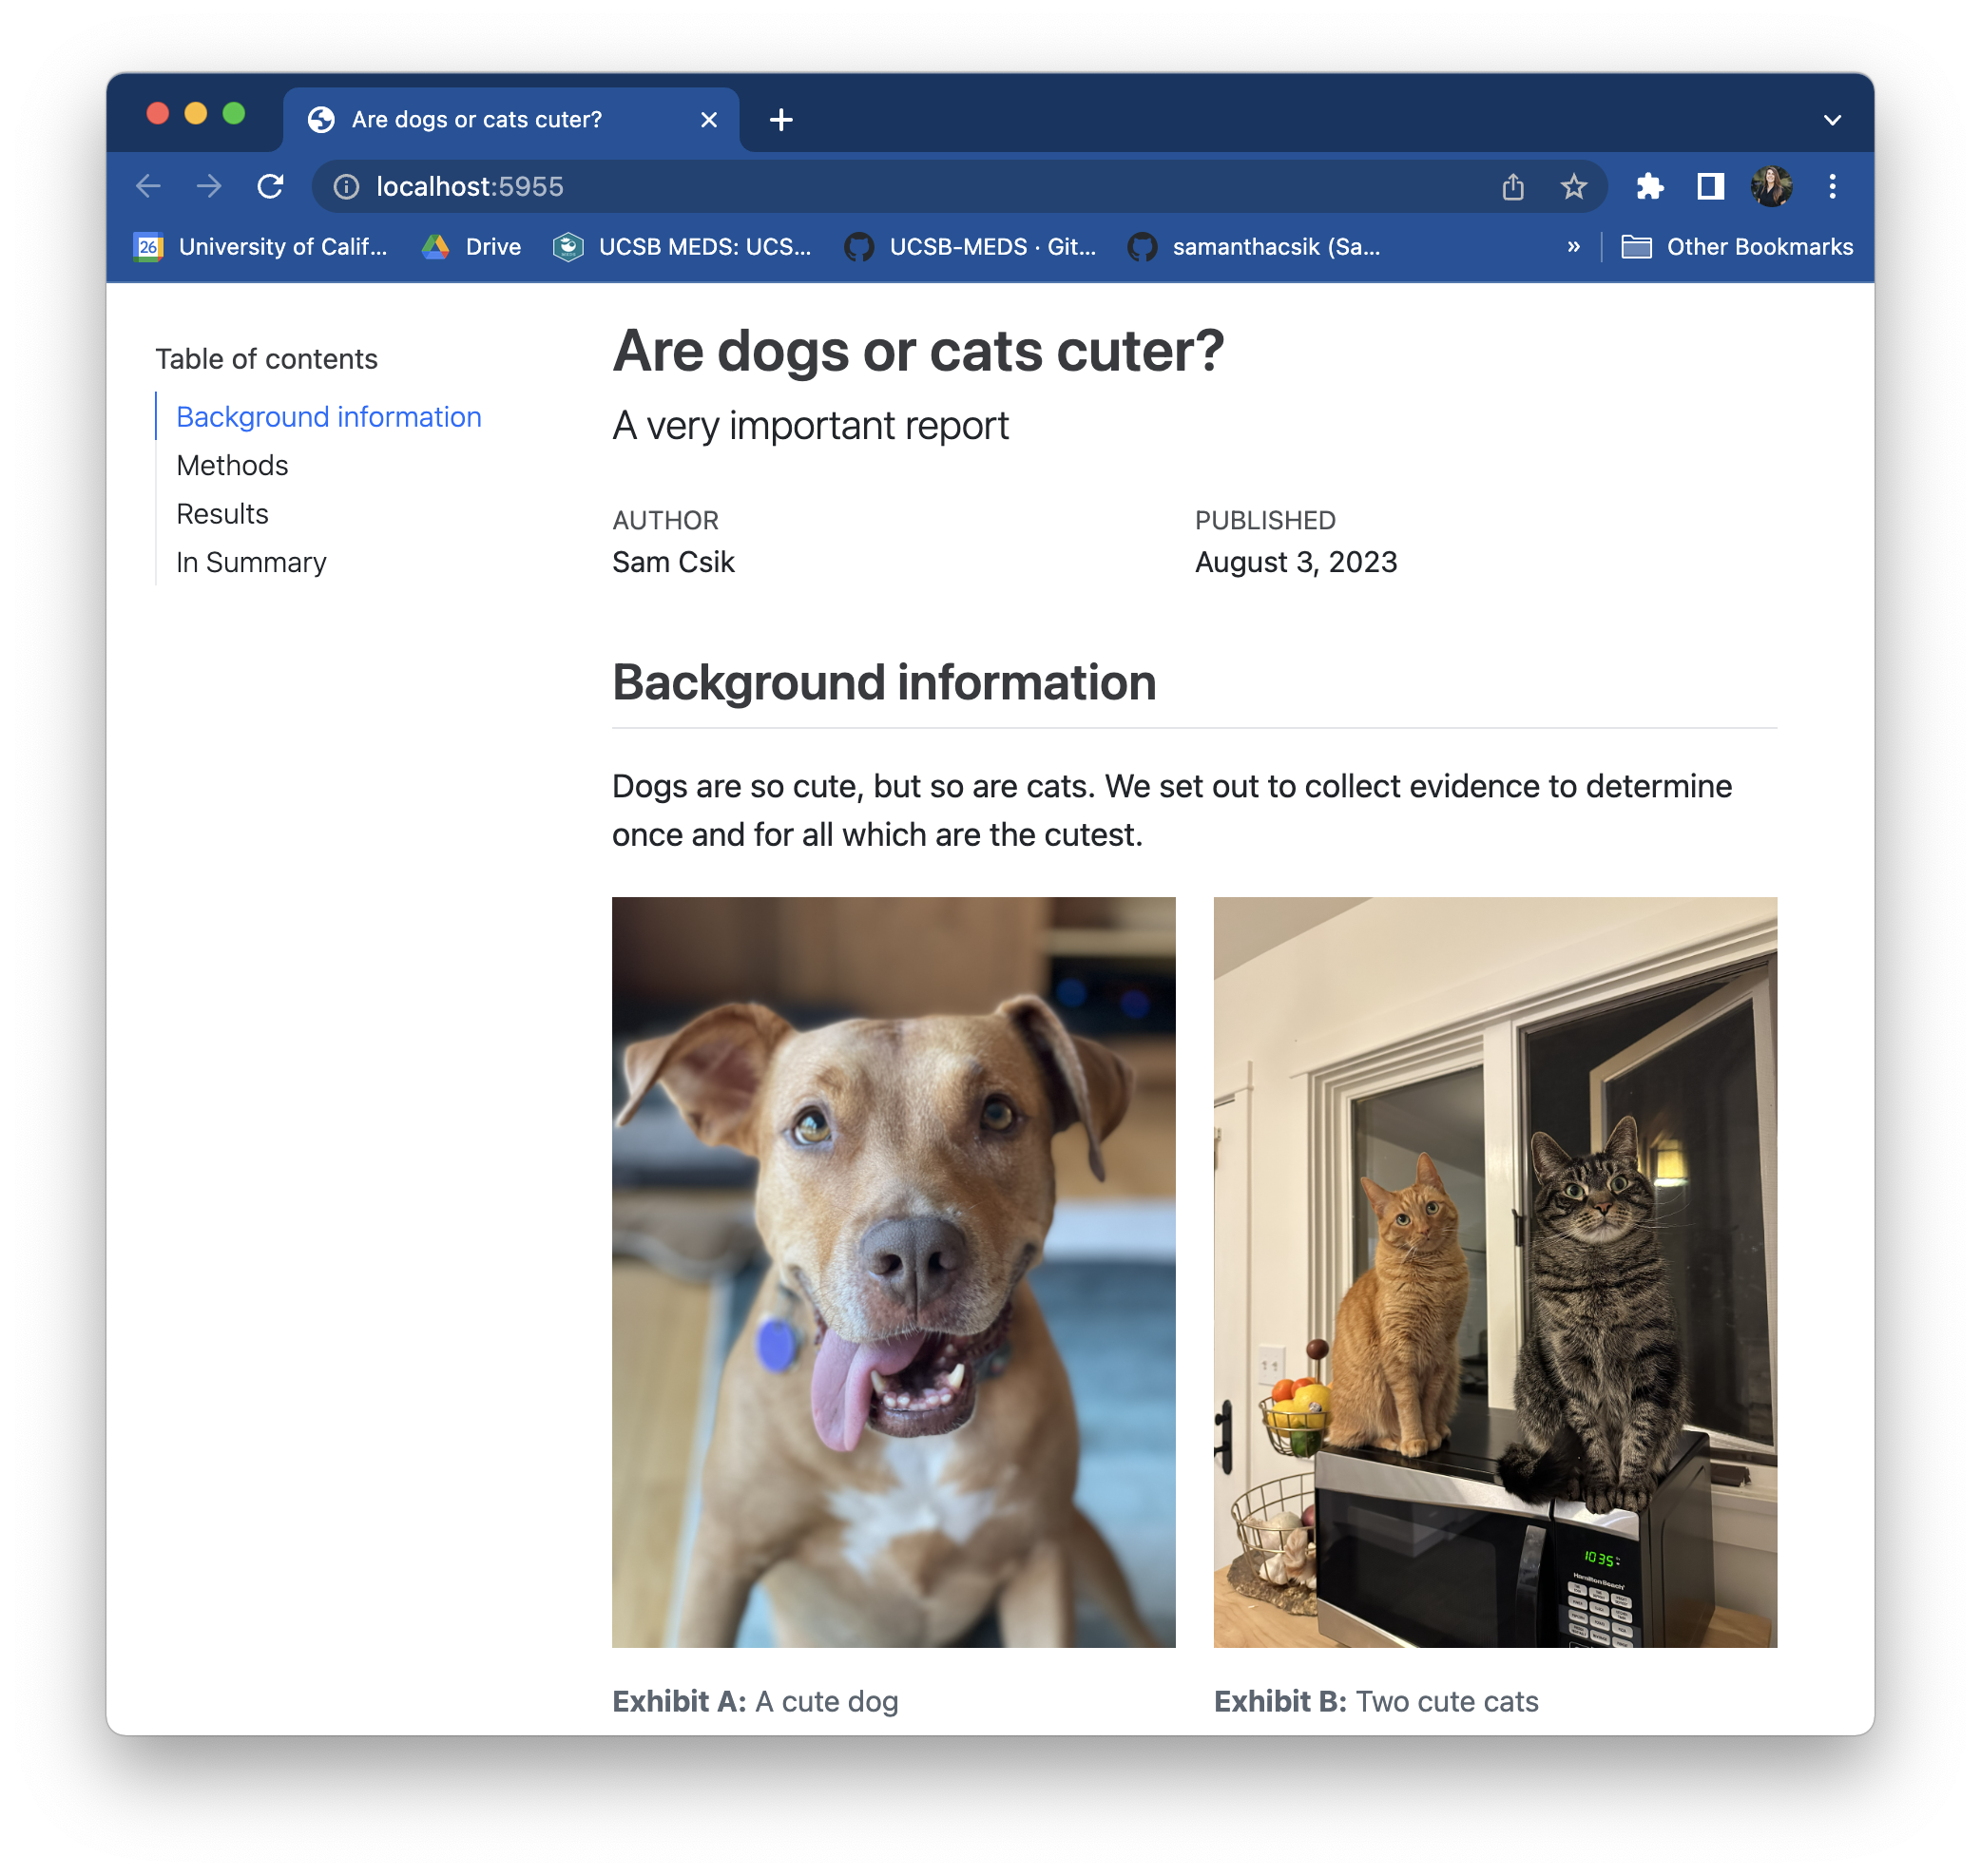 Are dogs or cats cuter?
localhost:5955
26
University of Calif...
Drive
UCSB MEDS: UCS...
UCSB-MEDS · Git...
samanthacsik (Sa...
»
Other Bookmarks
Table of contents
Background information
Methods
Results
In Summary
Are dogs or cats cuter?
A very important report
AUTHOR
Sam Csik
PUBLISHED
August 3, 2023
Background information
Dogs are so cute, but so are cats. We set out to collect evidence to determine
once and for all which are the cutest.
10:35
Hamilton Beach
Exhibit A: A cute dog
Exhibit B: Two cute cats